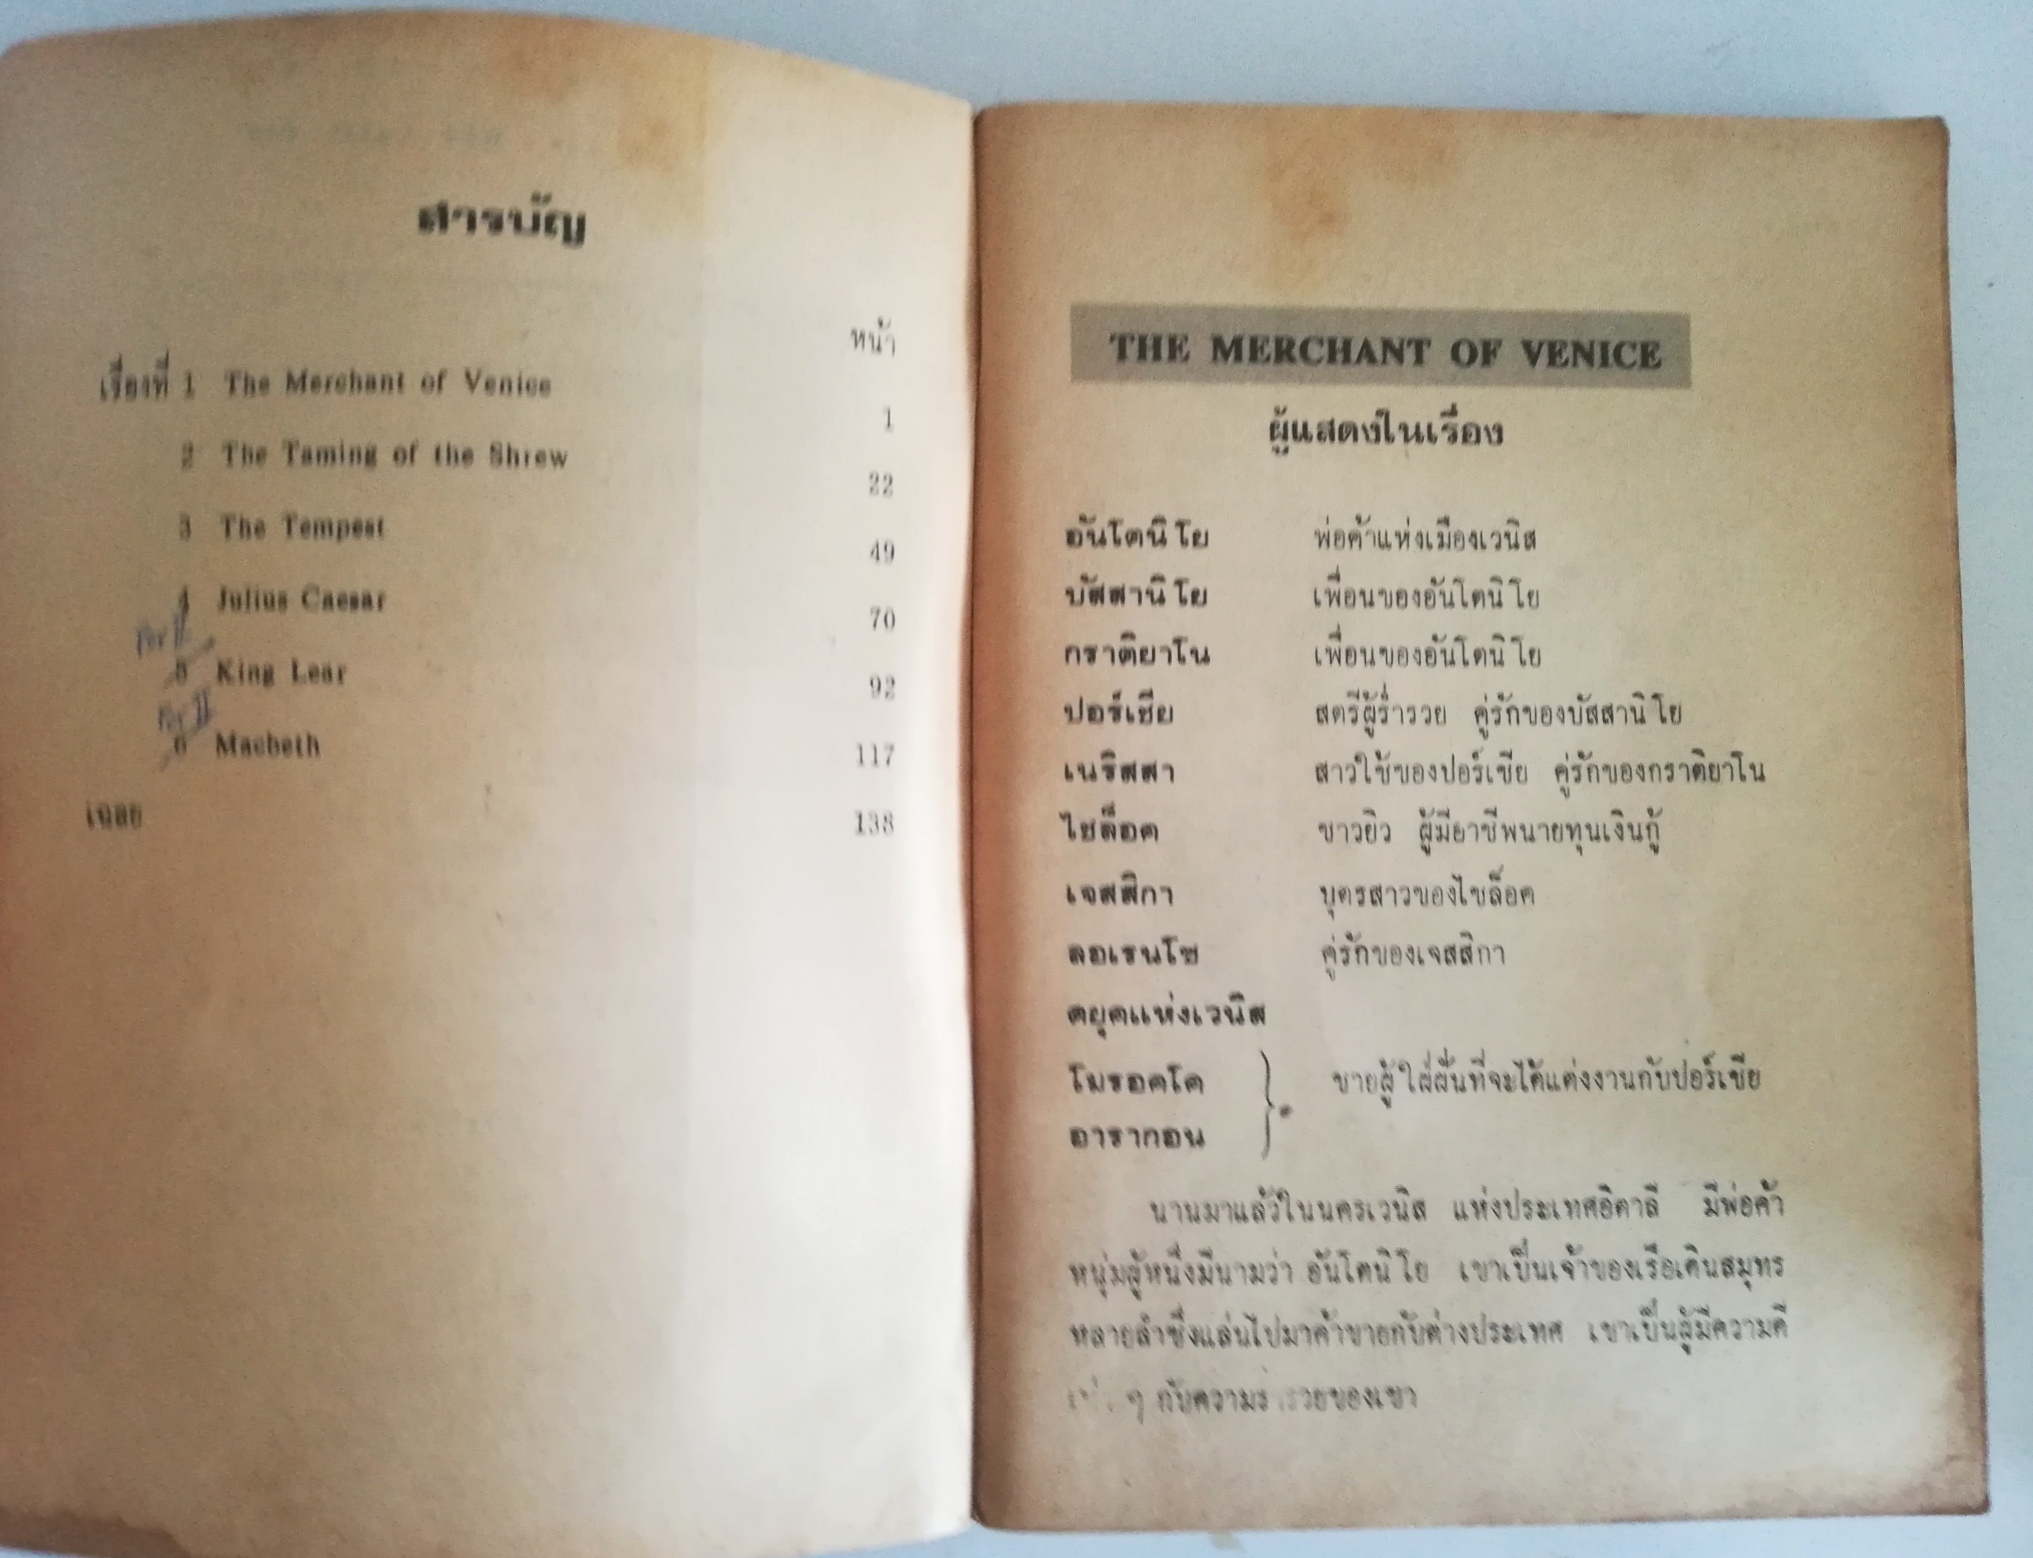 สารบัญ
หน้า
เรื่องที่ 1 The Merchant of Venice 1
2 The Taming of the Shrew 22
3 The Tempest 49
4 Julius Caesar 70
5 King Lear 92
6 Macbeth 117
เฉลย 138
THE MERCHANT OF VENICE
ผู้แสดงในเรื่อง
อันโตนิโย พ่อค้าแห่งเมืองเวนิส
บัสสานิโย เพื่อนของอันโตนิโย
กราติยาโน เพื่อนของอันโตนิโย
ปอร์เชีย สตรีผู้ร่ำรวย คู่รักของบัสสานิโย
เนริสสา สาวใช้ของปอร์เชีย คู่รักของกราติยาโน
ไชล็อค ชาวยิว ผู้มีอาชีพนายทุนเงินกู้
เจสสิกา บุตรสาวของไชล็อค
ลอเรนโซ คู่รักของเจสสิกา
ดยุคแห่งเวนิส
โมรอคโค ชายผู้ใฝ่ฝันที่จะได้แต่งงานกับปอร์เชีย
อารากอน
นานมาแล้วในนครเวนิส แห่งประเทศอิตาลี มีพ่อค้า
หนุ่มผู้หนึ่งมีนามว่า อันโตนิโย เขาเป็นเจ้าของเรือเดินสมุทร
หลายลำซึ่งแล่นไปมาค้าขายกับต่างประเทศ เขาเป็นผู้มีความดี
ๆ กับความร่ำรวยของเขา